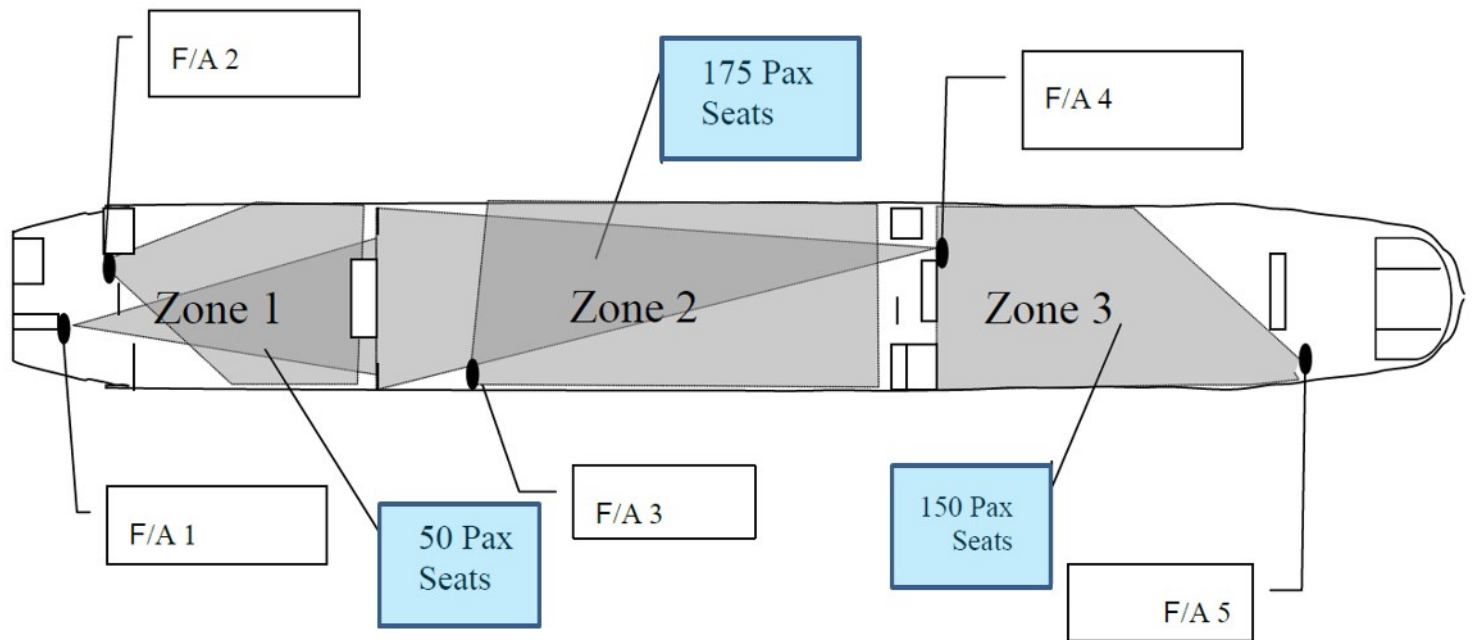 F/A 2
175 Pax
Seats
F/A 4
Zone 1
Zone 2
Zone 3
F/A 1
50 Pax
Seats
F/A 3
150 Pax
Seats
F/A 5